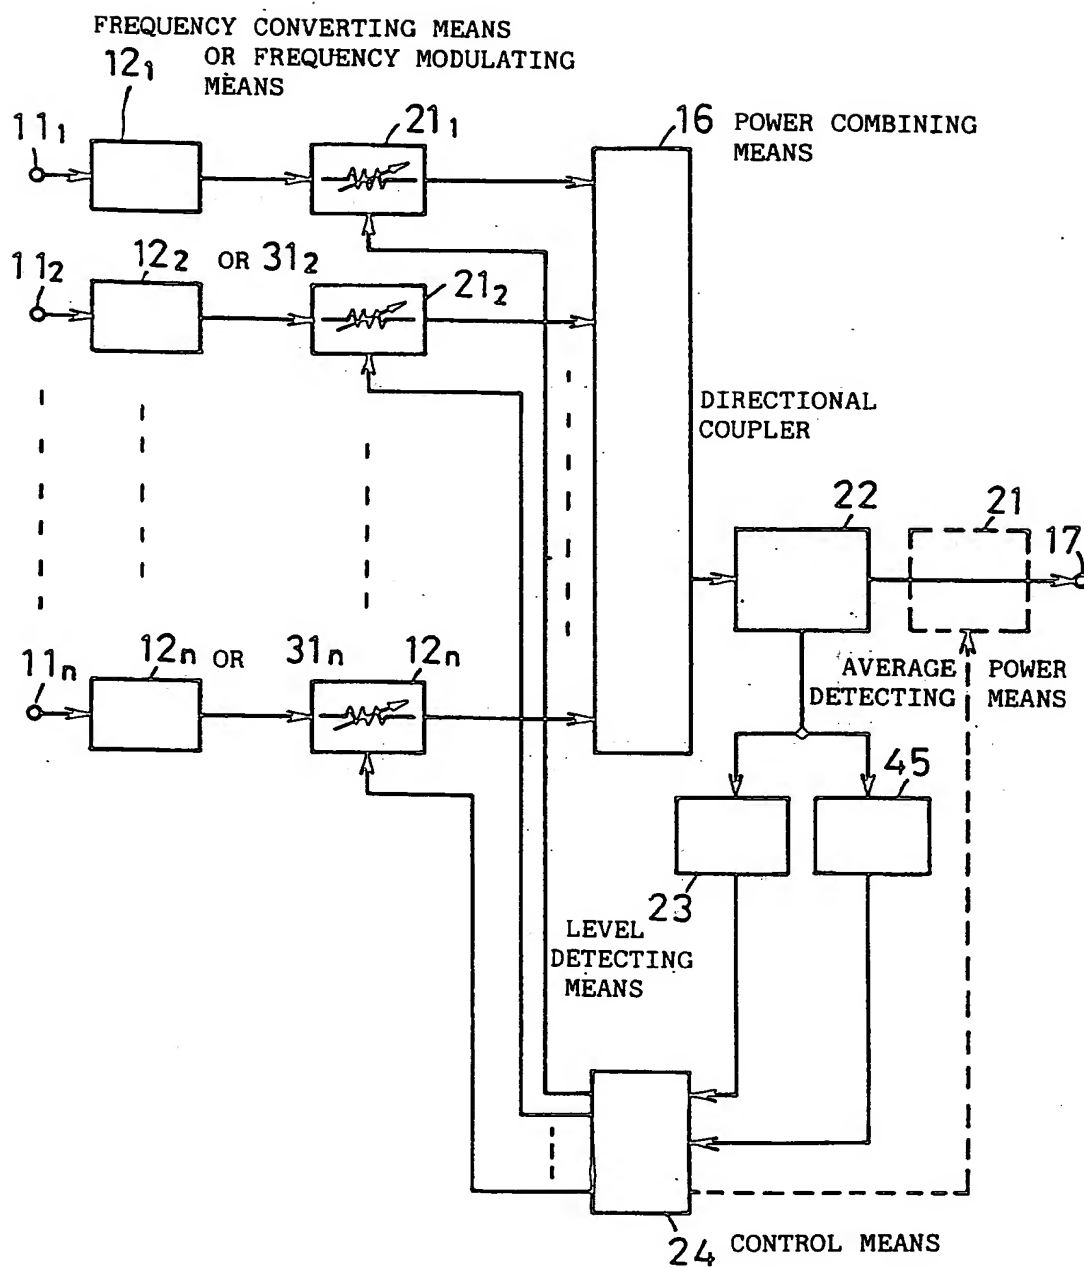 FREQUENCY CONVERTING MEANS
OR FREQUENCY MODULATING
MEANS
12₁
11₁
21₁
16 POWER COMBINING
MEANS
11₂
12₂ OR 31₂
21₂
DIRECTIONAL
COUPLER
22
21
17
11n
12n OR 31n
12n
AVERAGE POWER
DETECTING MEANS
45
23
LEVEL
DETECTING
MEANS
24 CONTROL MEANS